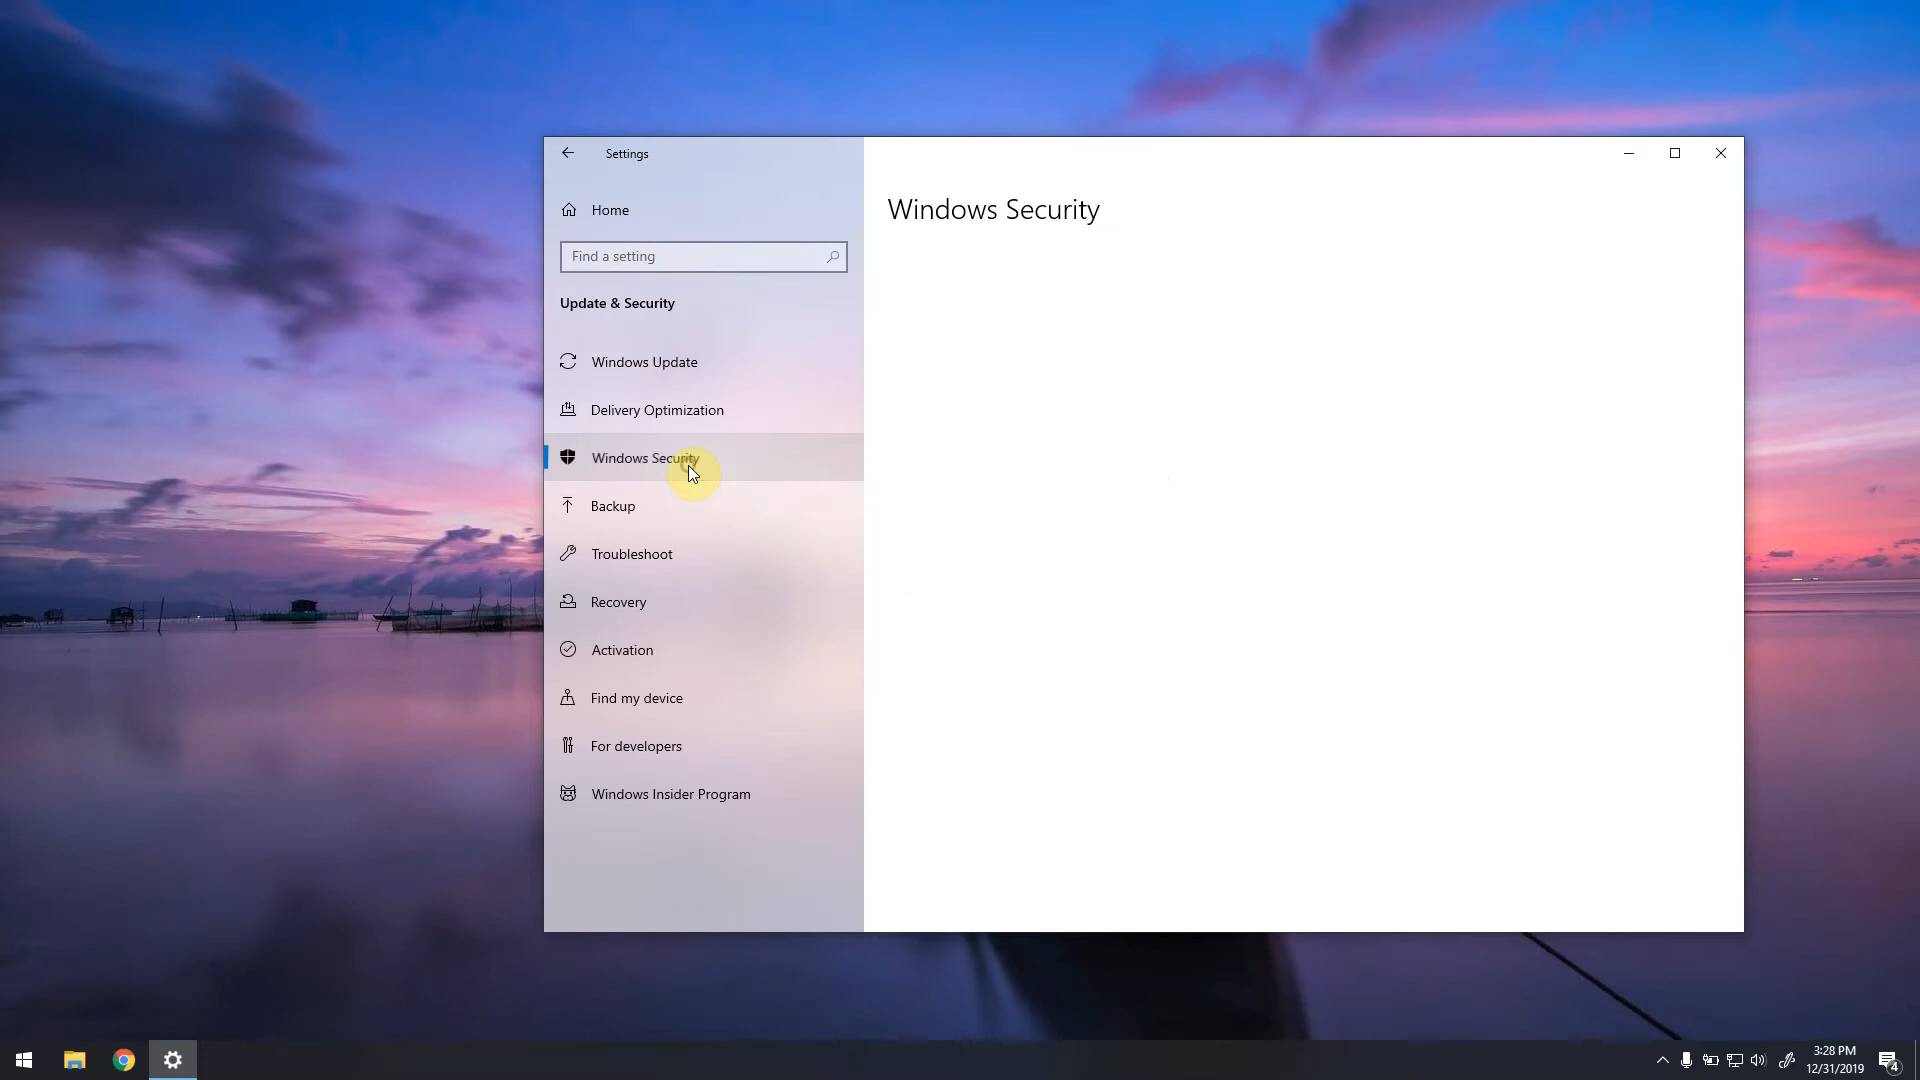 Settings
Home
Find a setting
Update & Security
Windows Update
Delivery Optimization
Windows Security
Backup
Troubleshoot
Recovery
Activation
Find my device
For developers
Windows Insider Program
Windows Security
3:28 PM
12/31/2019
4